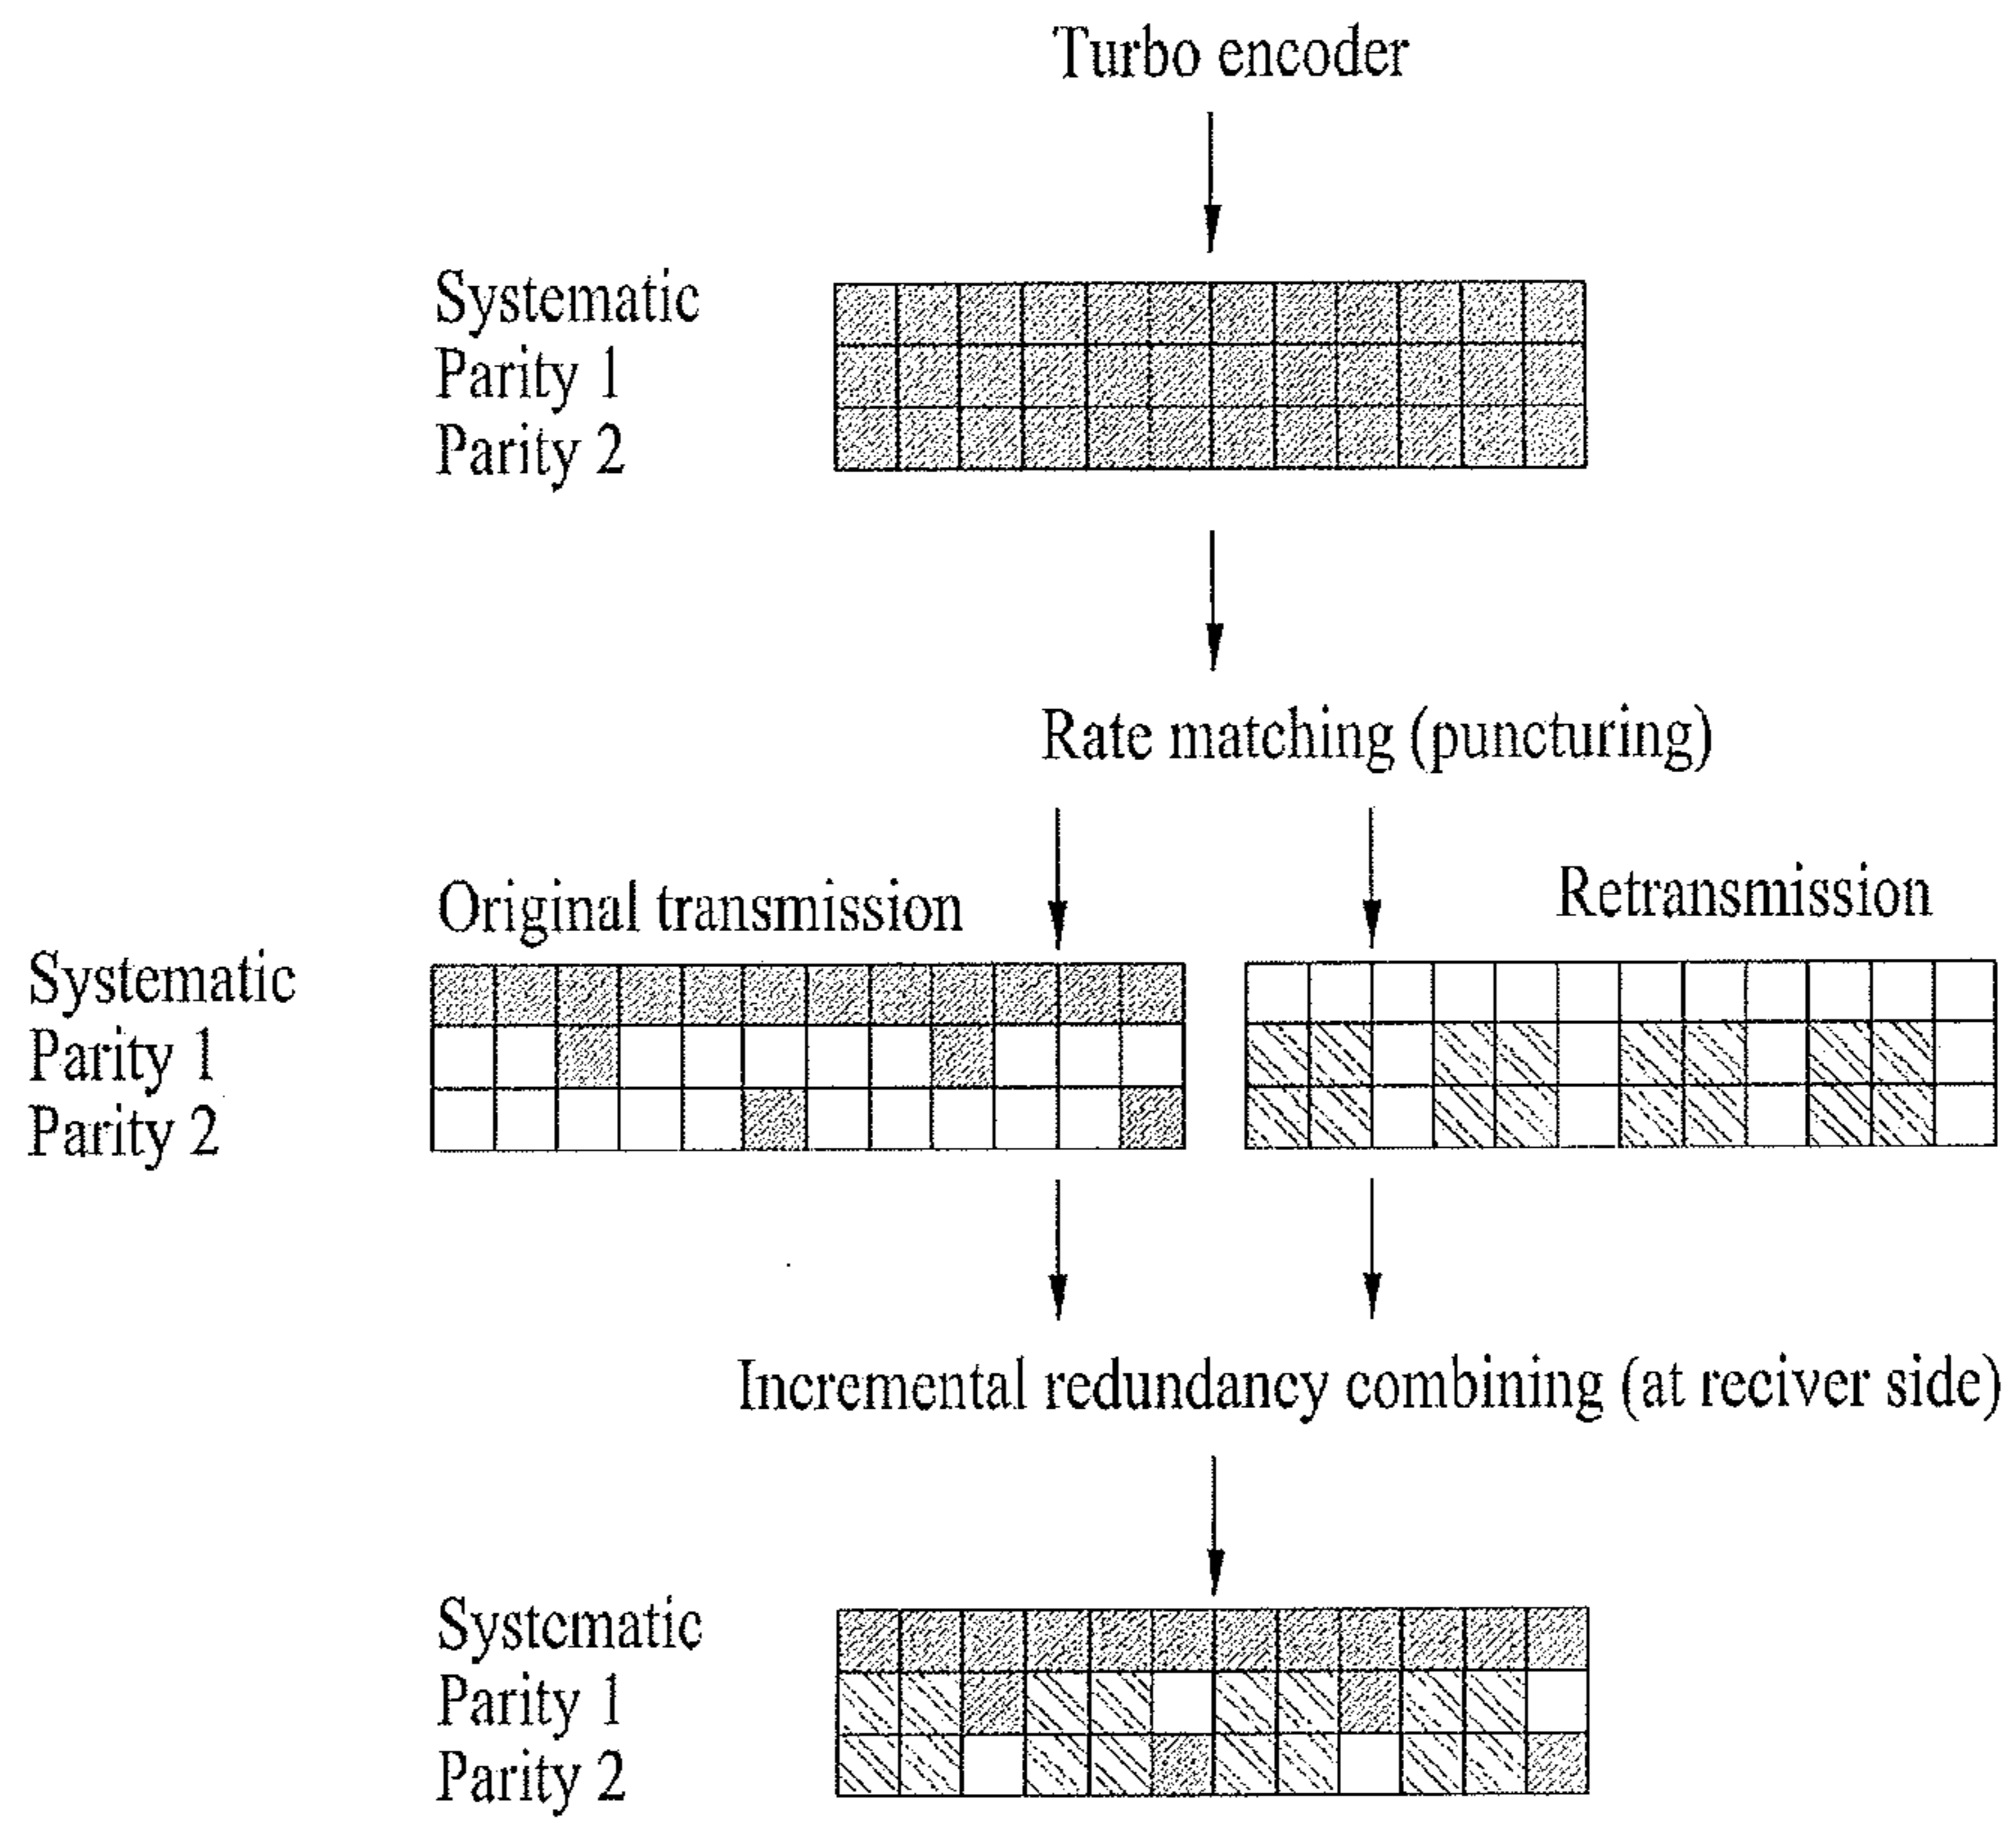 Turbo encoder
Systematic
Parity 1
Parity 2
Rate matching (puncturing)
Original transmission
Retransmission
Systematic
Parity 1
Parity 2
Incremental redundancy combining (at reciver side)
Systematic
Parity 1
Parity 2